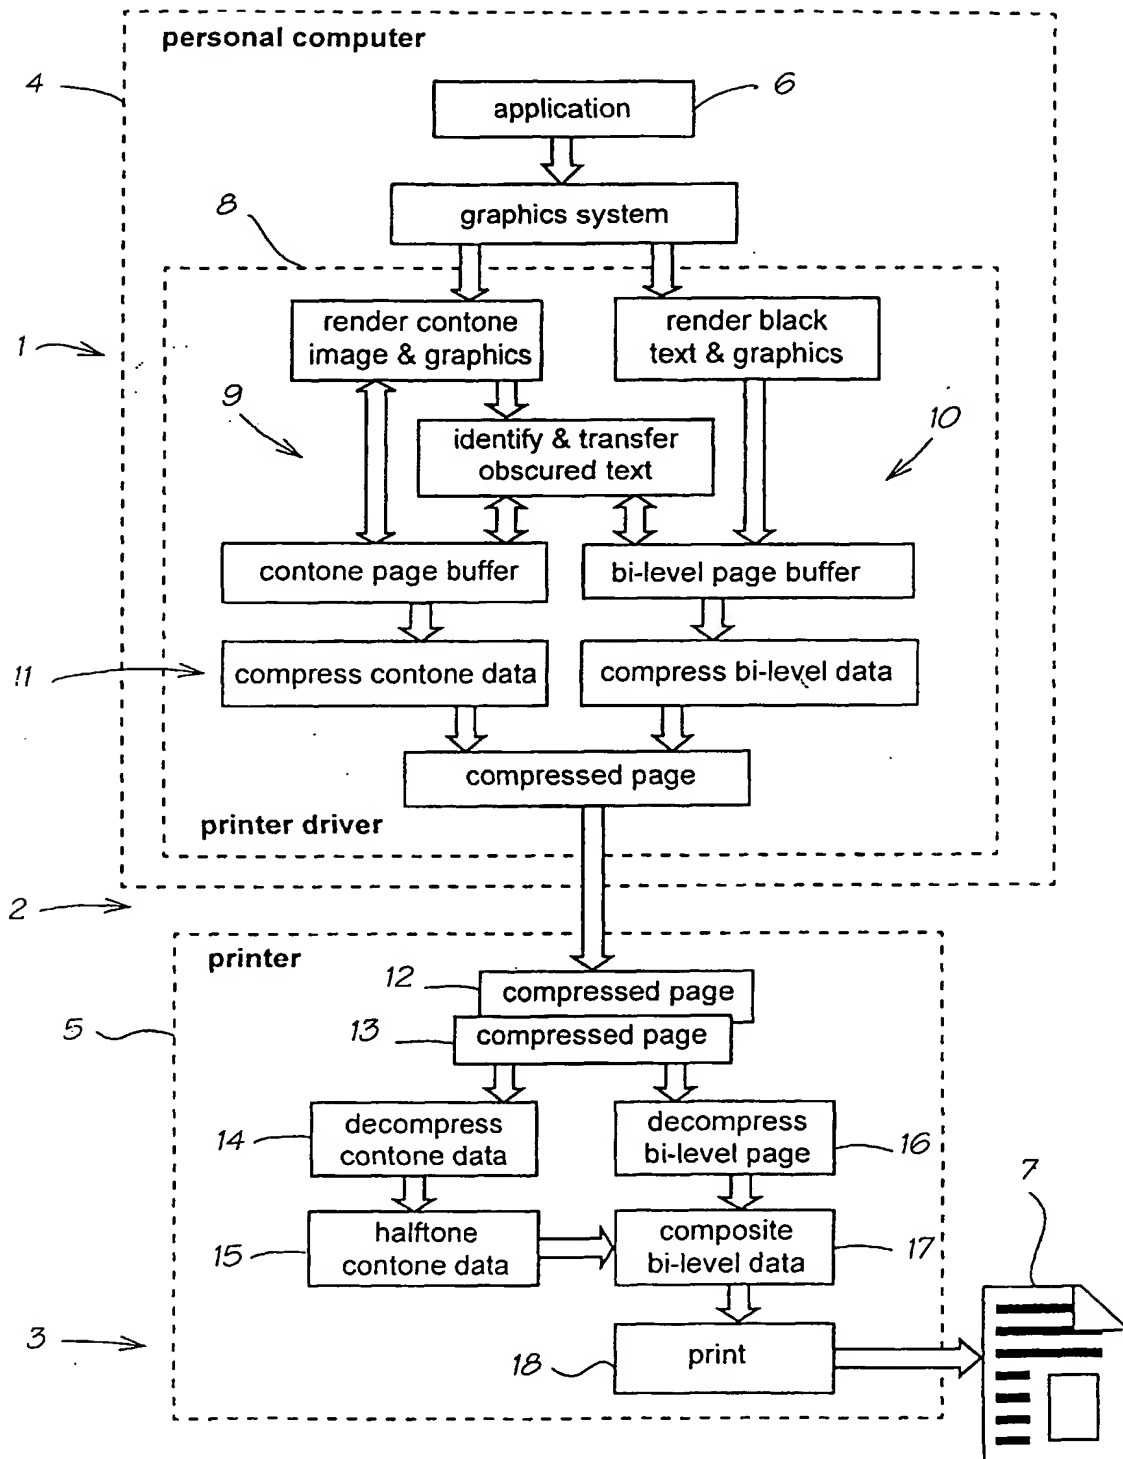 personal computer
4
application
6
graphics system
8
render contone
image & graphics
render black
text & graphics
1
9
identify & transfer
obscured text
10
contone page buffer
bi-level page buffer
11
compress contone data
compress bi-level data
compressed page
printer driver
2
printer
12
compressed page
13
compressed page
5
14
decompress
contone data
decompress
bi-level page
16
7
15
halftone
contone data
composite
bi-level data
17
3
18
print